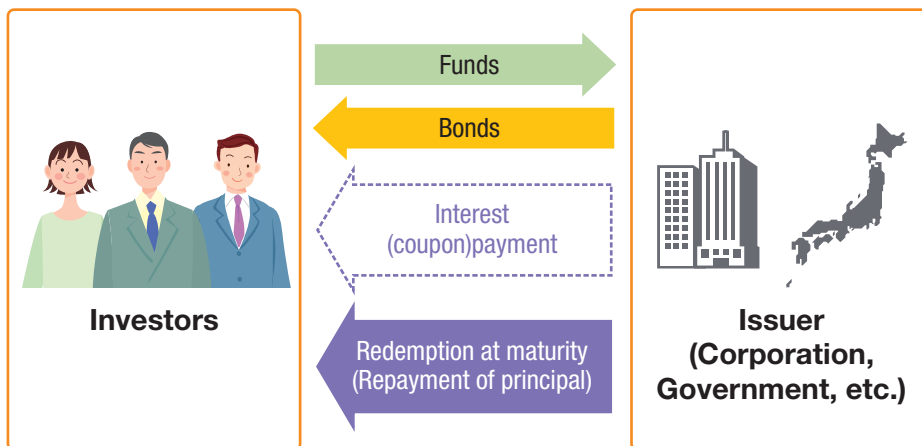 Funds
Bonds
Interest
(coupon)payment
Redemption at maturity
(Repayment of principal)
Investors
Issuer
(Corporation,
Government, etc.)